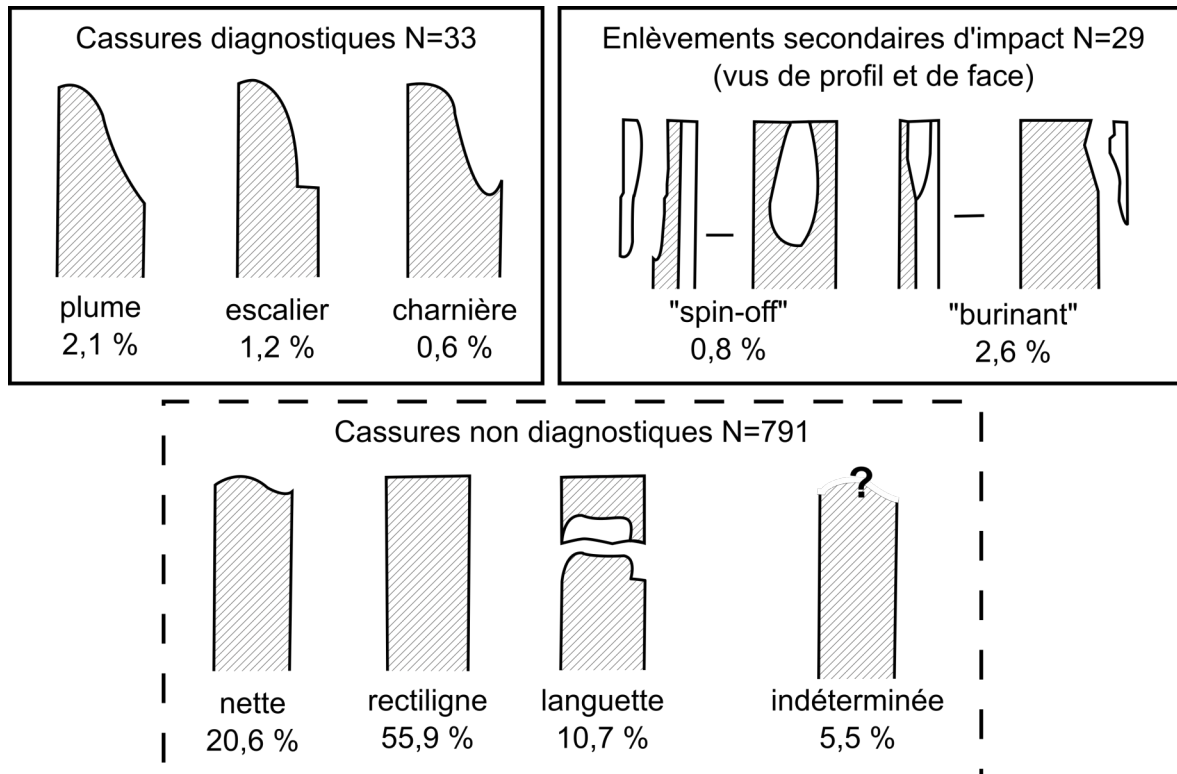 Cassures diagnostiques N=33
plume
2,1 %
escalier
1,2 %
charnière
0,6 %
Enlèvements secondaires d'impact N=29
(vus de profil et de face)
"spin-off"
0,8 %
"burinant"
2,6 %
Cassures non diagnostiques N=791
?
nette
20,6 %
rectiligne
55,9 %
languette
10,7 %
indéterminée
5,5 %